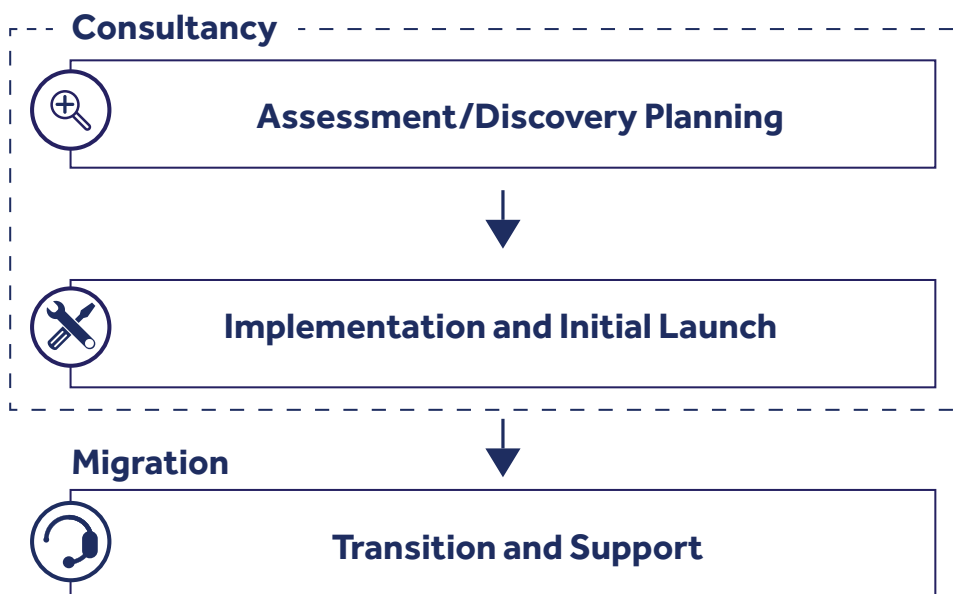 Consultancy
Assessment/Discovery Planning
Implementation and Initial Launch
Migration
Transition and Support